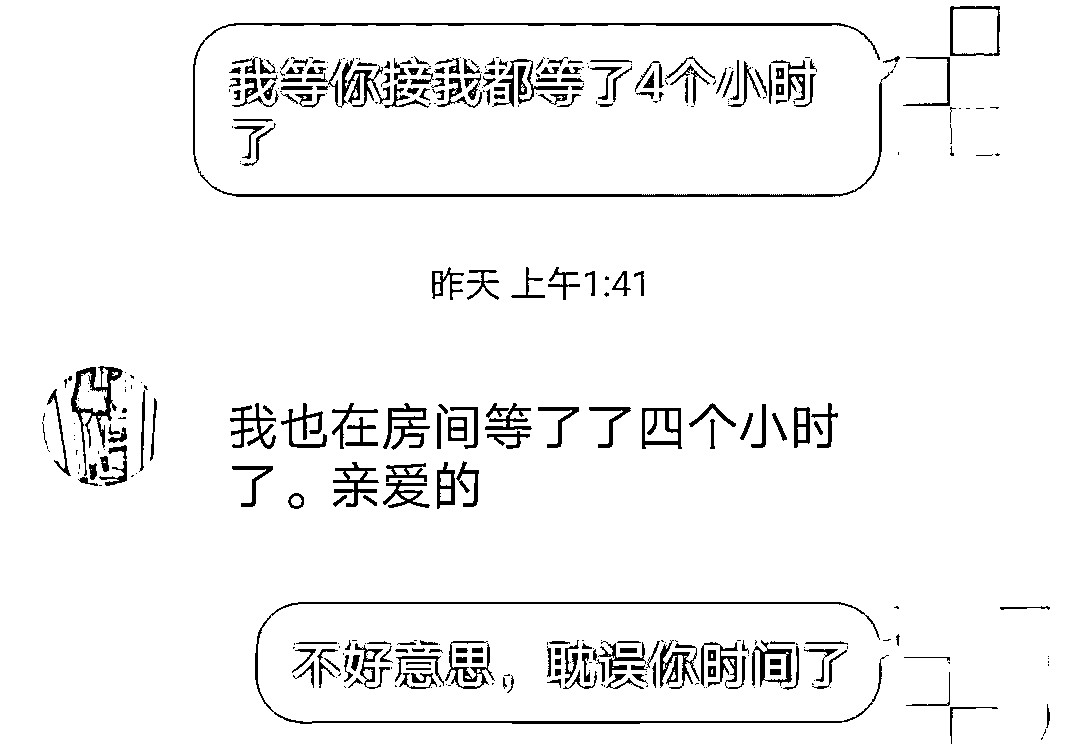 我等你接我都等了4个小时
了
昨天 上午1:41
我也在房间等了了四个小时
了。亲爱的
不好意思，耽误你时间了